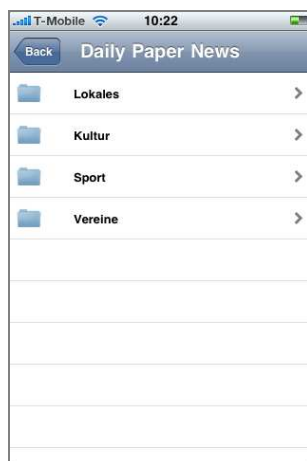 T-Mobile 10:22
Back Daily Paper News
Lokales
Kultur
Sport
Vereine